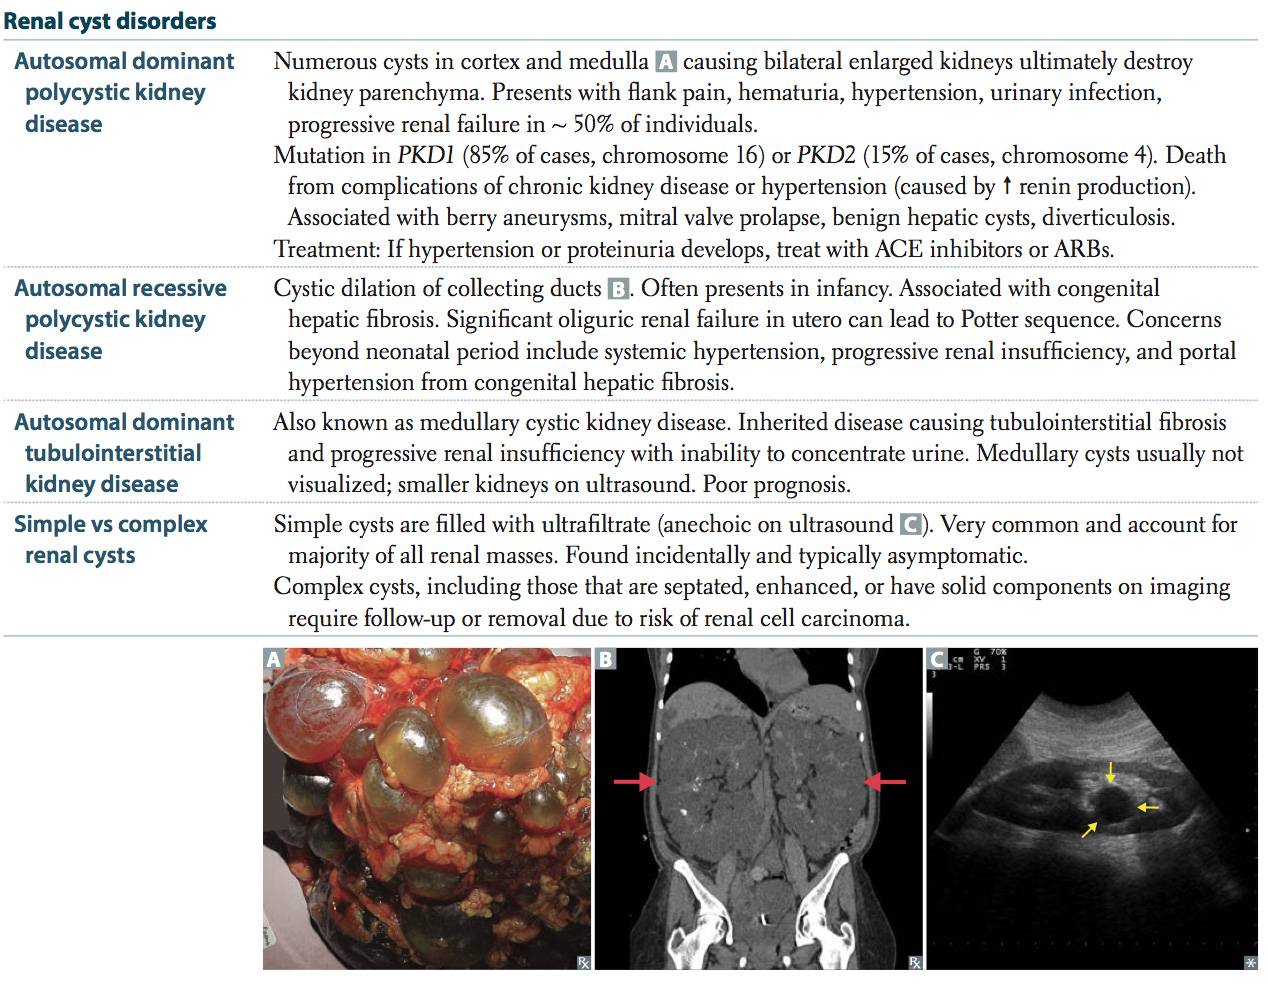 Renal cyst disorders
Autosomal dominant
polycystic kidney
disease
Numerous cysts in cortex and medulla A causing bilateral enlarged kidneys ultimately destroy
kidney parenchyma. Presents with flank pain, hematuria, hypertension, urinary infection,
progressive renal failure in ~ 50% of individuals.
Mutation in PKD1 (85% of cases, chromosome 16) or PKD2 (15% of cases, chromosome 4). Death
from complications of chronic kidney disease or hypertension (caused by ↑ renin production).
Associated with berry aneurysms, mitral valve prolapse, benign hepatic cysts, diverticulosis.
Treatment: If hypertension or proteinuria develops, treat with ACE inhibitors or ARBs.
Autosomal recessive
polycystic kidney
disease
Cystic dilation of collecting ducts B. Often presents in infancy. Associated with congenital
hepatic fibrosis. Significant oliguric renal failure in utero can lead to Potter sequence. Concerns
beyond neonatal period include systemic hypertension, progressive renal insufficiency, and portal
hypertension from congenital hepatic fibrosis.
Autosomal dominant
tubulointerstitial
kidney disease
Also known as medullary cystic kidney disease. Inherited disease causing tubulointerstitial fibrosis
and progressive renal insufficiency with inability to concentrate urine. Medullary cysts usually not
visualized; smaller kidneys on ultrasound. Poor prognosis.
Simple vs complex
renal cysts
Simple cysts are filled with ultrafiltrate (anechoic on ultrasound C). Very common and account for
majority of all renal masses. Found incidentally and typically asymptomatic.
Complex cysts, including those that are septated, enhanced, or have solid components on imaging
require follow-up or removal due to risk of renal cell carcinoma.
A
B
C
G 70%
cm XV 1
3-L PRS 3
3
℞
℞
*